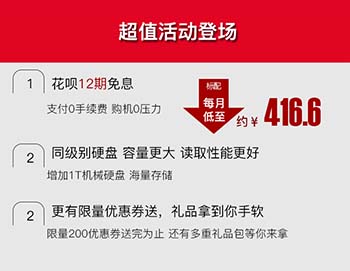 超值活动登场
1 花呗12期免息
支付0手续费 购机0压力
标配
每月
低至
约¥ 416.6
2 同级别硬盘 容量更大 读取性能更好
增加1T机械硬盘 海量存储
2 更有限量优惠券送，礼品拿到你手软
限量200优惠券送完为止 还有多重礼品包等你来拿